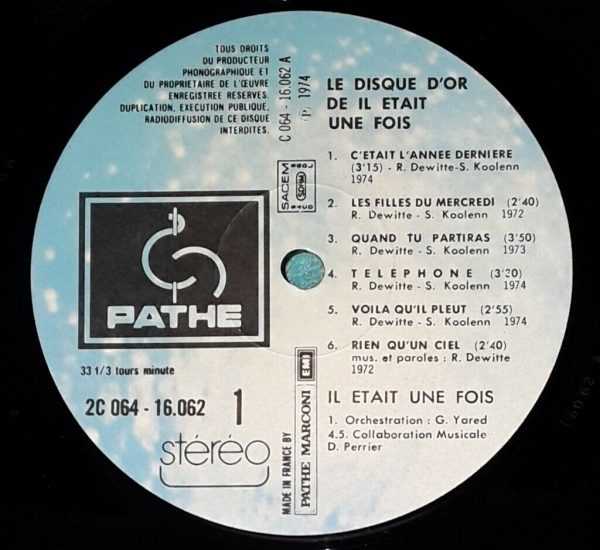 TOUS DROITS
DU PRODUCTEUR
PHONOGRAPHIQUE ET
DU PROPRIETAIRE DE L'ŒUVRE
ENREGISTREE RESERVES.
DUPLICATION, EXECUTION PUBLIQUE,
RADIODIFFUSION DE CE DISQUE
INTERDITES.
C 064 - 16.062 A
(P) 1974
LE DISQUE D'OR
DE IL ETAIT
UNE FOIS
1. C'ETAIT L'ANNEE DERNIERE
(3'15) - R. Dewitte-S. Koolenn
1974
2. LES FILLES DU MERCREDI (2'40)
R. Dewitte - S. Koolenn 1972
3. QUAND TU PARTIRAS (3'50)
R. Dewitte - S. Koolenn 1973
4. TELEPHONE (3'20)
R. Dewitte - S. Koolenn 1974
5. VOILA QU'IL PLEUT (2'55)
R. Dewitte - S. Koolenn 1974
6. RIEN QU'UN CIEL (2'40)
mus. et paroles : R. Dewitte
1972
SACEM
SDRM
PATHE
33 1/3 tours minute
2C 064 - 16.062 1
stéréo
MADE IN FRANCE BY
PATHE MARCONI
EMI
IL ETAIT UNE FOIS
1. Orchestration : G. Yared
4.5. Collaboration Musicale
D. Perrier